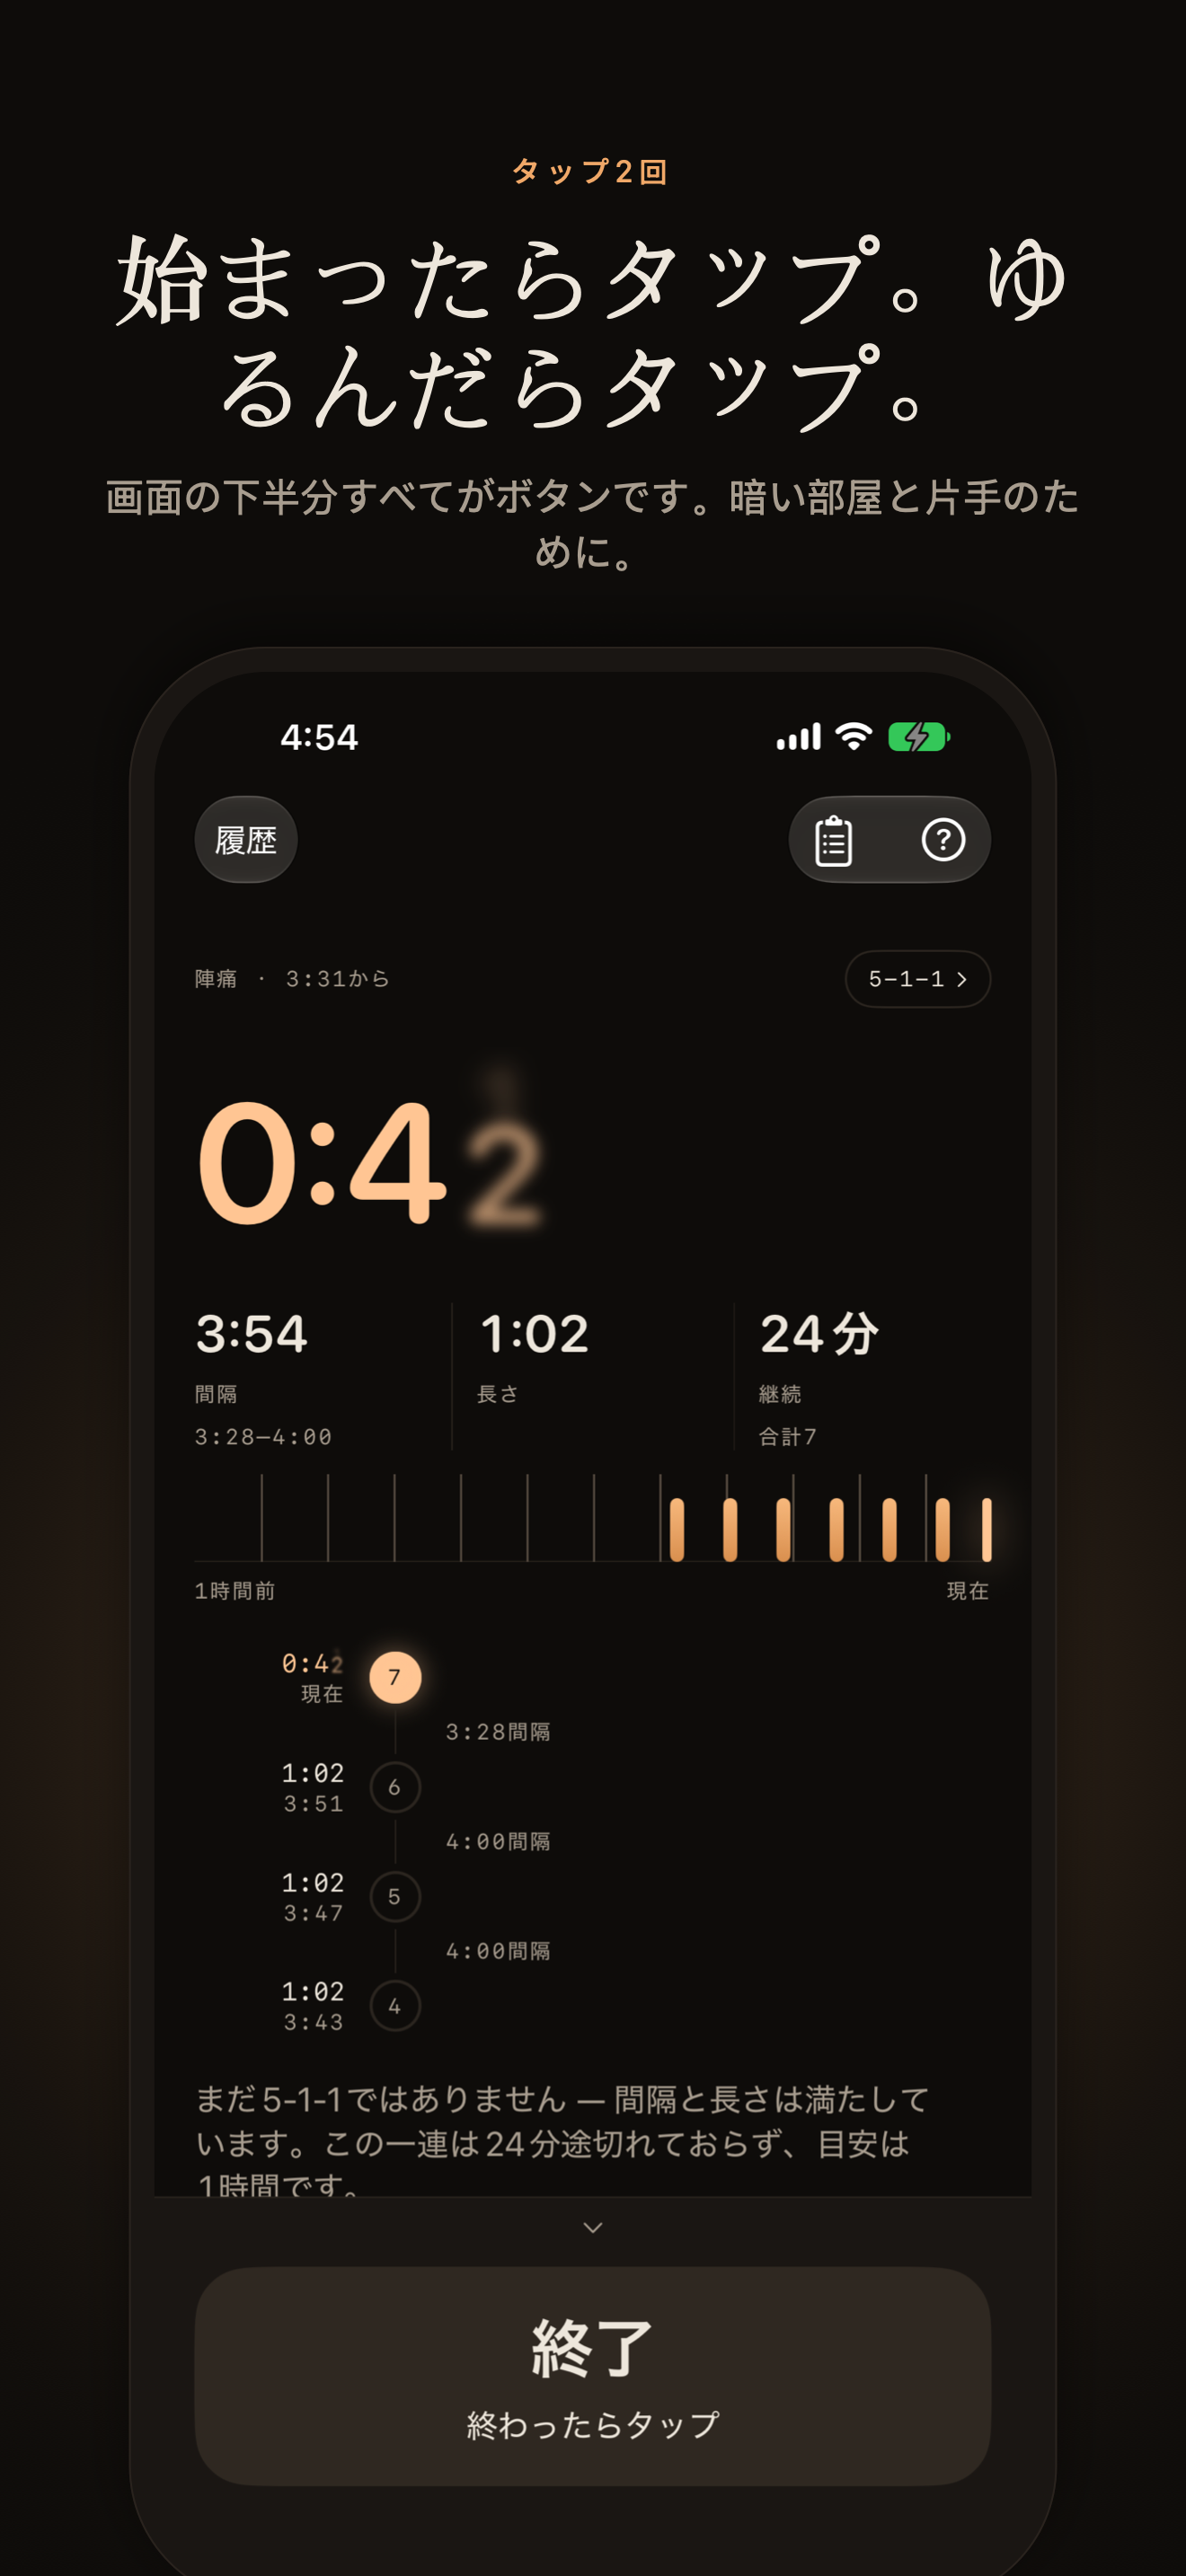 タップ2回
始まったらタップ。ゆ
るんだらタップ。
画面の下半分すべてがボタンです。暗い部屋と片手のた
めに。
4:54
履歴
陣痛 · 3:31から
5-1-1
0:42
3:54
間隔
3:28–4:00
1:02
長さ
24分
継続
合計7
1時間前
現在
0:42
現在
7
3:28間隔
1:02
3:51
6
4:00間隔
1:02
3:47
5
4:00間隔
1:02
3:43
4
まだ5-1-1ではありません — 間隔と長さは満たして
います。この一連は24分途切れておらず、目安は
1時間です。
終了
終わったらタップ